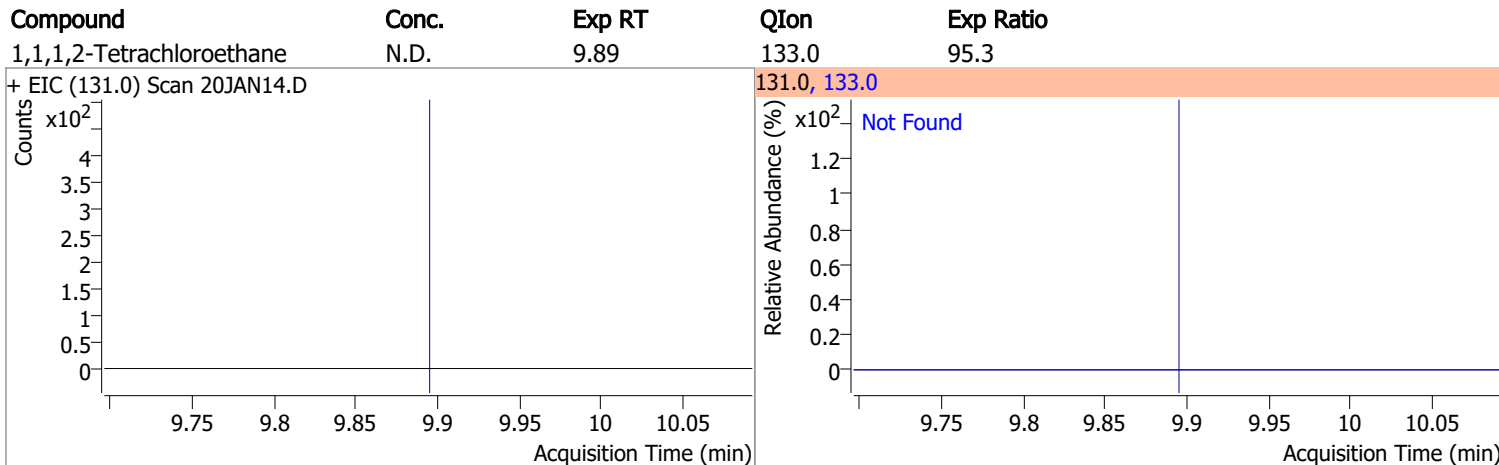 Compound Conc. Exp RT QIon Exp Ratio
1,1,1,2-Tetrachloroethane N.D. 9.89 133.0 95.3
+ EIC (131.0) Scan 20JAN14.D
Counts
x10²
4
3.5
3
2.5
2
1.5
1
0.5
0
9.75 9.8 9.85 9.9 9.95 10 10.05
Acquisition Time (min)
131.0, 133.0
Relative Abundance (%)
x10²
Not Found
1.2
1
0.8
0.6
0.4
0.2
0
9.75 9.8 9.85 9.9 9.95 10 10.05
Acquisition Time (min)